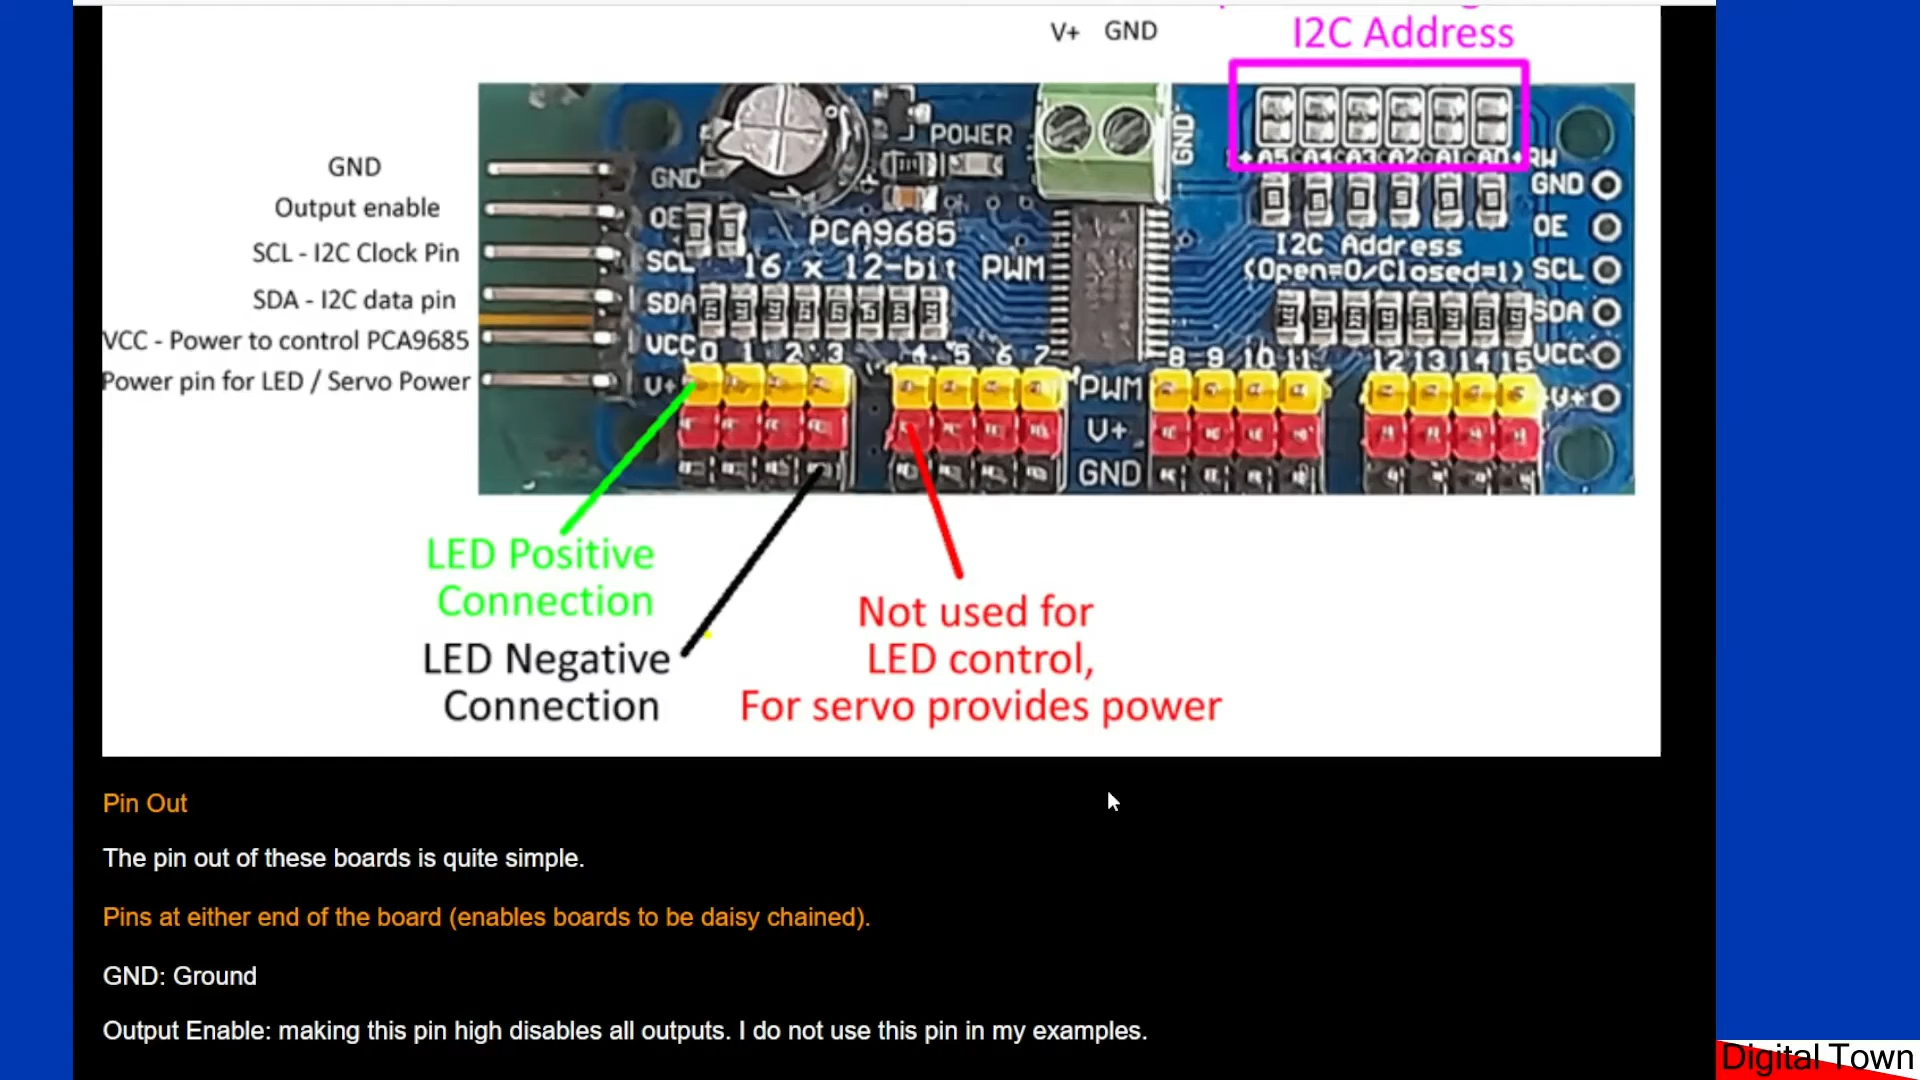 V+ GND
I2C Address
GND
Output enable
SCL - I2C Clock Pin
SDA - I2C data pin
VCC - Power to control PCA9685
Power pin for LED / Servo Power
GND
OE
SCL
SDA
VCC
V+
POWER
GND
PCA9685
16 x 12-bit PWM
A5 A4 A3 A2 A1 A0
I2C Address
(Open=0/Closed=1)
GND
OE
SCL
SDA
VCC
V+
0 1 2 3 4 5 6 7 8 9 10 11 12 13 14 15
PWM
V+
GND
LED Positive
Connection
LED Negative
Connection
Not used for
LED control,
For servo provides power
Pin Out
The pin out of these boards is quite simple.
Pins at either end of the board (enables boards to be daisy chained).
GND: Ground
Output Enable: making this pin high disables all outputs. I do not use this pin in my examples.
Digital Town